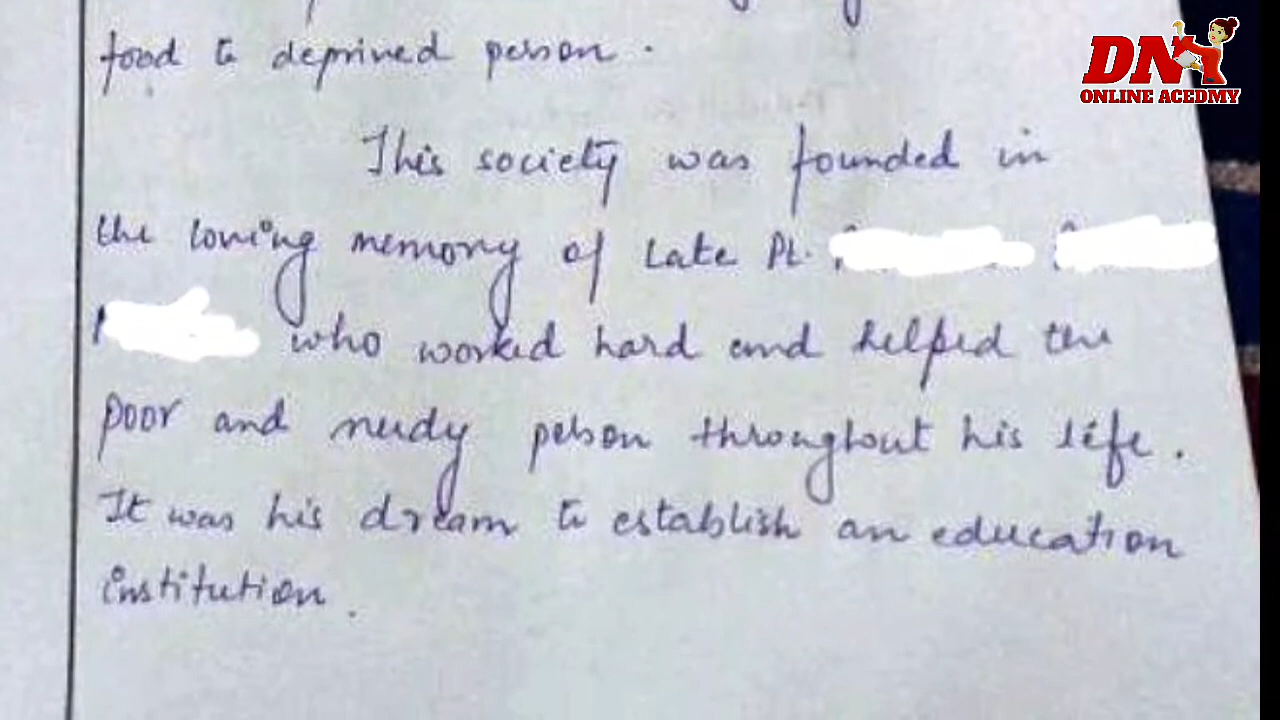 food to deprived person.
This society was founded in
the loving memory of Late Pt.
who worked hard and helped the
poor and needy person throughout his life.
It was his dream to establish an education
institution.
DN
ONLINE ACEDMY